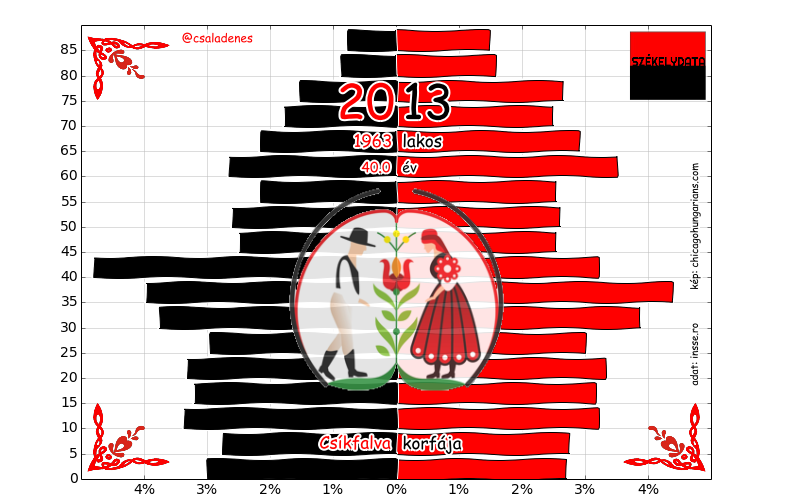 @csaladenes
SZÉKELYDATA
2013
1963 lakos
40.0 év
kép: chicagohungarians.com
adat: insse.ro
Csíkfalva korfája
85
80
75
70
65
60
55
50
45
40
35
30
25
20
15
10
5
0
4% 3% 2% 1% 0% 1% 2% 3% 4%